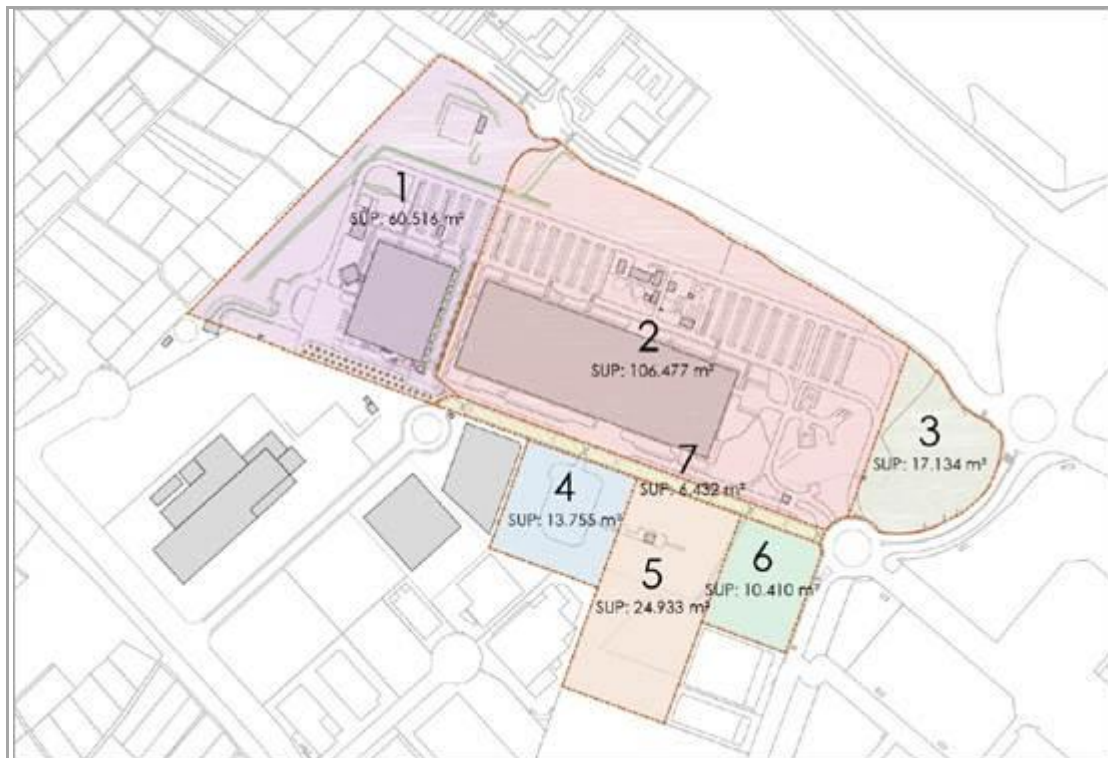 1
SUP: 60.516 m²
2
SUP: 106.477 m²
3
SUP: 17.134 m²
7
SUP: 6.432 m²
4
SUP: 13.755 m²
5
SUP: 24.933 m²
6
SUP: 10.410 m²